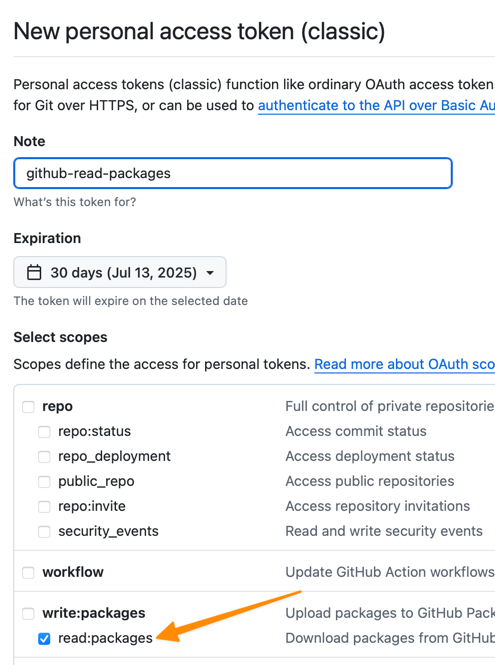 New personal access token (classic)
Personal access tokens (classic) function like ordinary OAuth access token
for Git over HTTPS, or can be used to authenticate to the API over Basic Au
Note
github-read-packages
What's this token for?
Expiration
30 days (Jul 13, 2025)
The token will expire on the selected date
Select scopes
Scopes define the access for personal tokens. Read more about OAuth sco
repo Full control of private repositorie
repo:status Access commit status
repo_deployment Access deployment status
public_repo Access public repositories
repo:invite Access repository invitations
security_events Read and write security events
workflow Update GitHub Action workflows
write:packages Upload packages to GitHub Pack
read:packages Download packages from GitHub